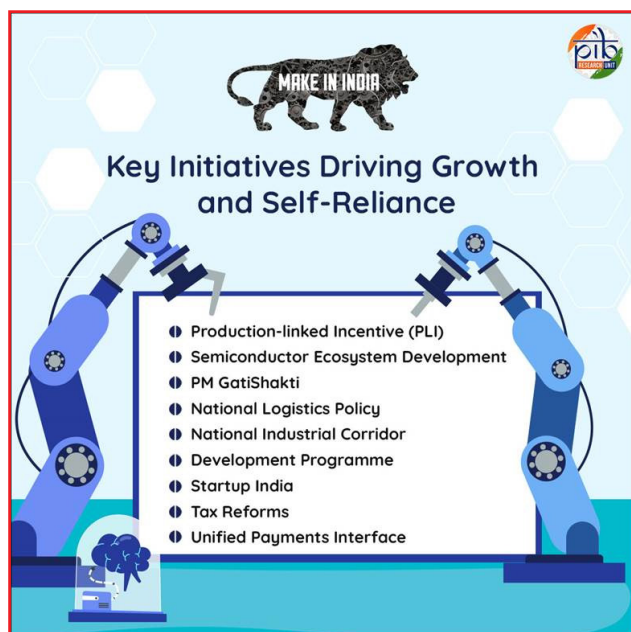 pib
RESEARCH UNIT
MAKE IN INDIA
Key Initiatives Driving Growth
and Self-Reliance
Production-linked Incentive (PLI)
Semiconductor Ecosystem Development
PM GatiShakti
National Logistics Policy
National Industrial Corridor
Development Programme
Startup India
Tax Reforms
Unified Payments Interface